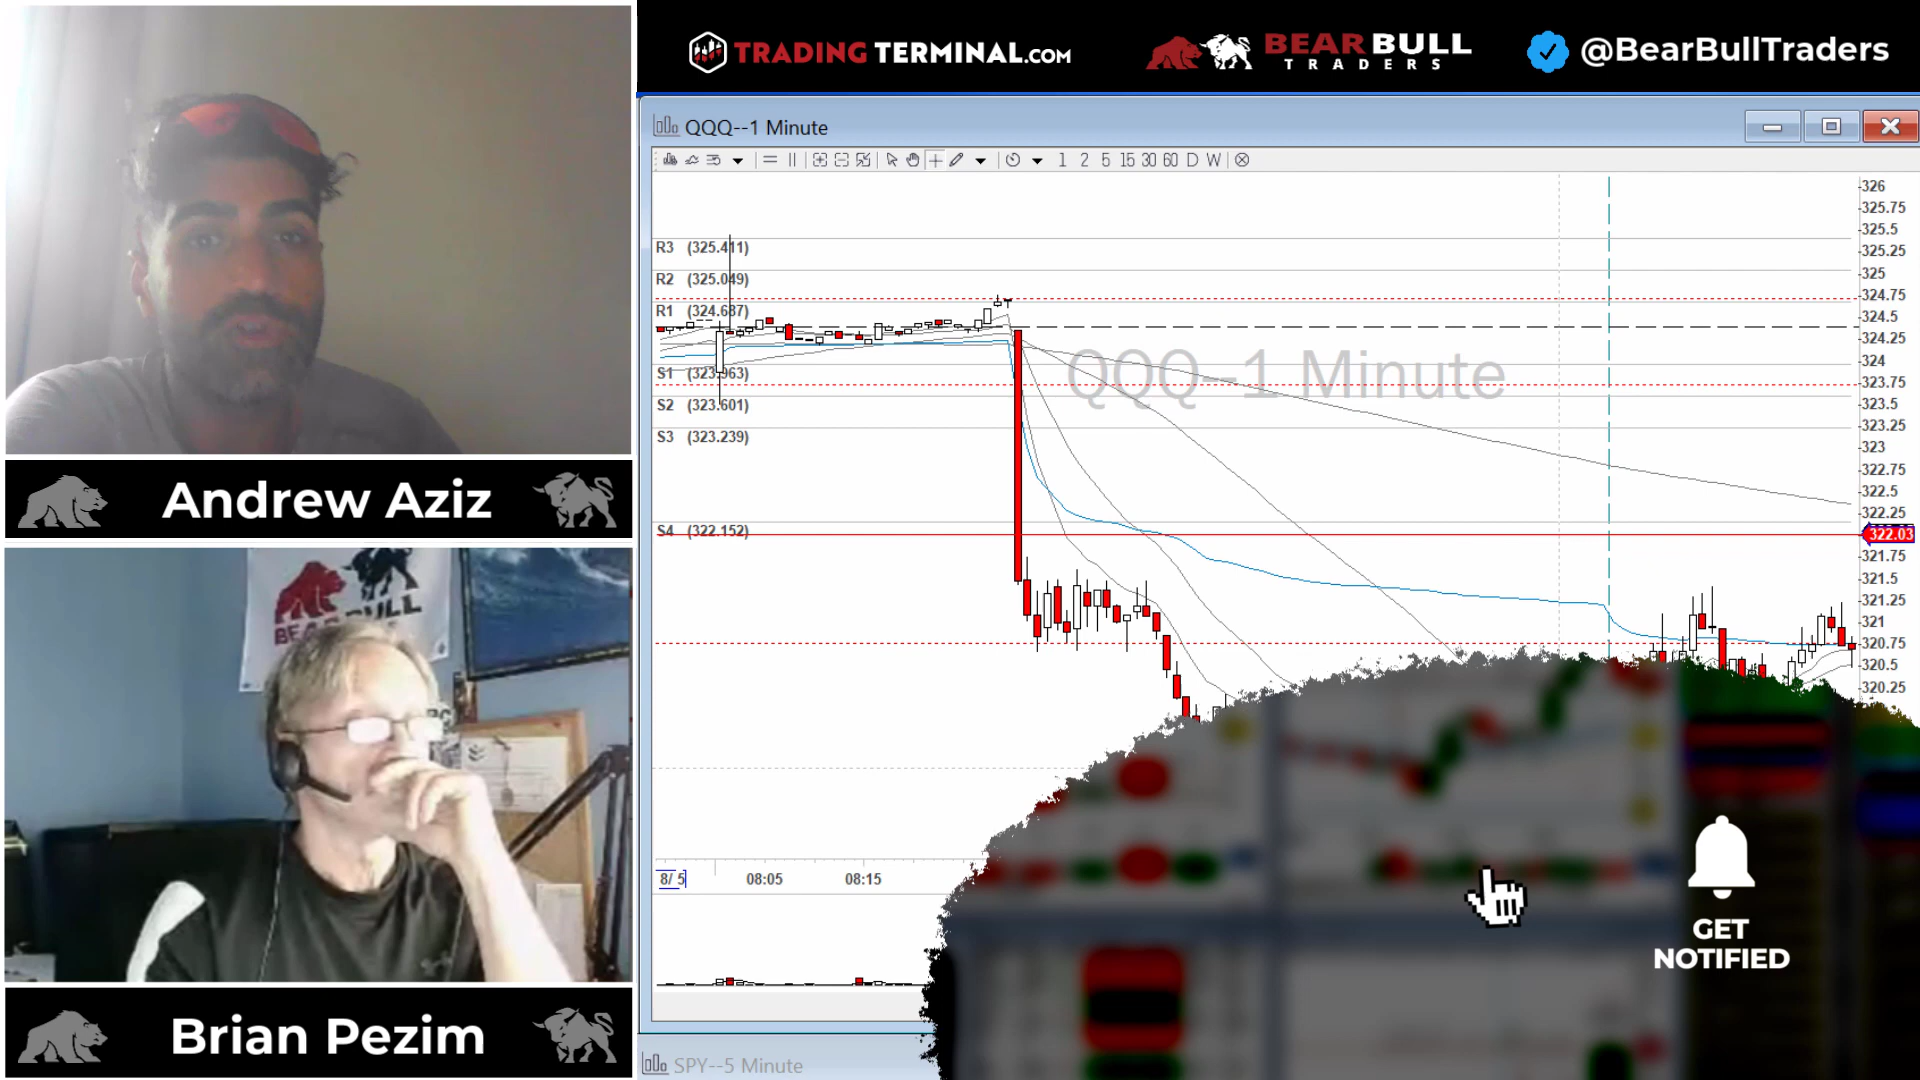 TRADING TERMINAL.COM
BEAR BULL
TRADERS
@BearBullTraders
QQQ--1 Minute
1 2 5 15 30 60 D W
QQQ--1 Minute
R3 (325.411)
R2 (325.049)
R1 (324.687)
S1 (323.963)
S2 (323.601)
S3 (323.239)
S4 (322.152)
326
325.75
325.5
325.25
325
324.75
324.5
324.25
324
323.75
323.5
323.25
323
322.75
322.5
322.25
322.03
321.75
321.5
321.25
321
320.75
320.5
320.25
8/ 5
08:05
08:15
Andrew Aziz
BEAR BULL
Brian Pezim
GET
NOTIFIED
SPY--5 Minute